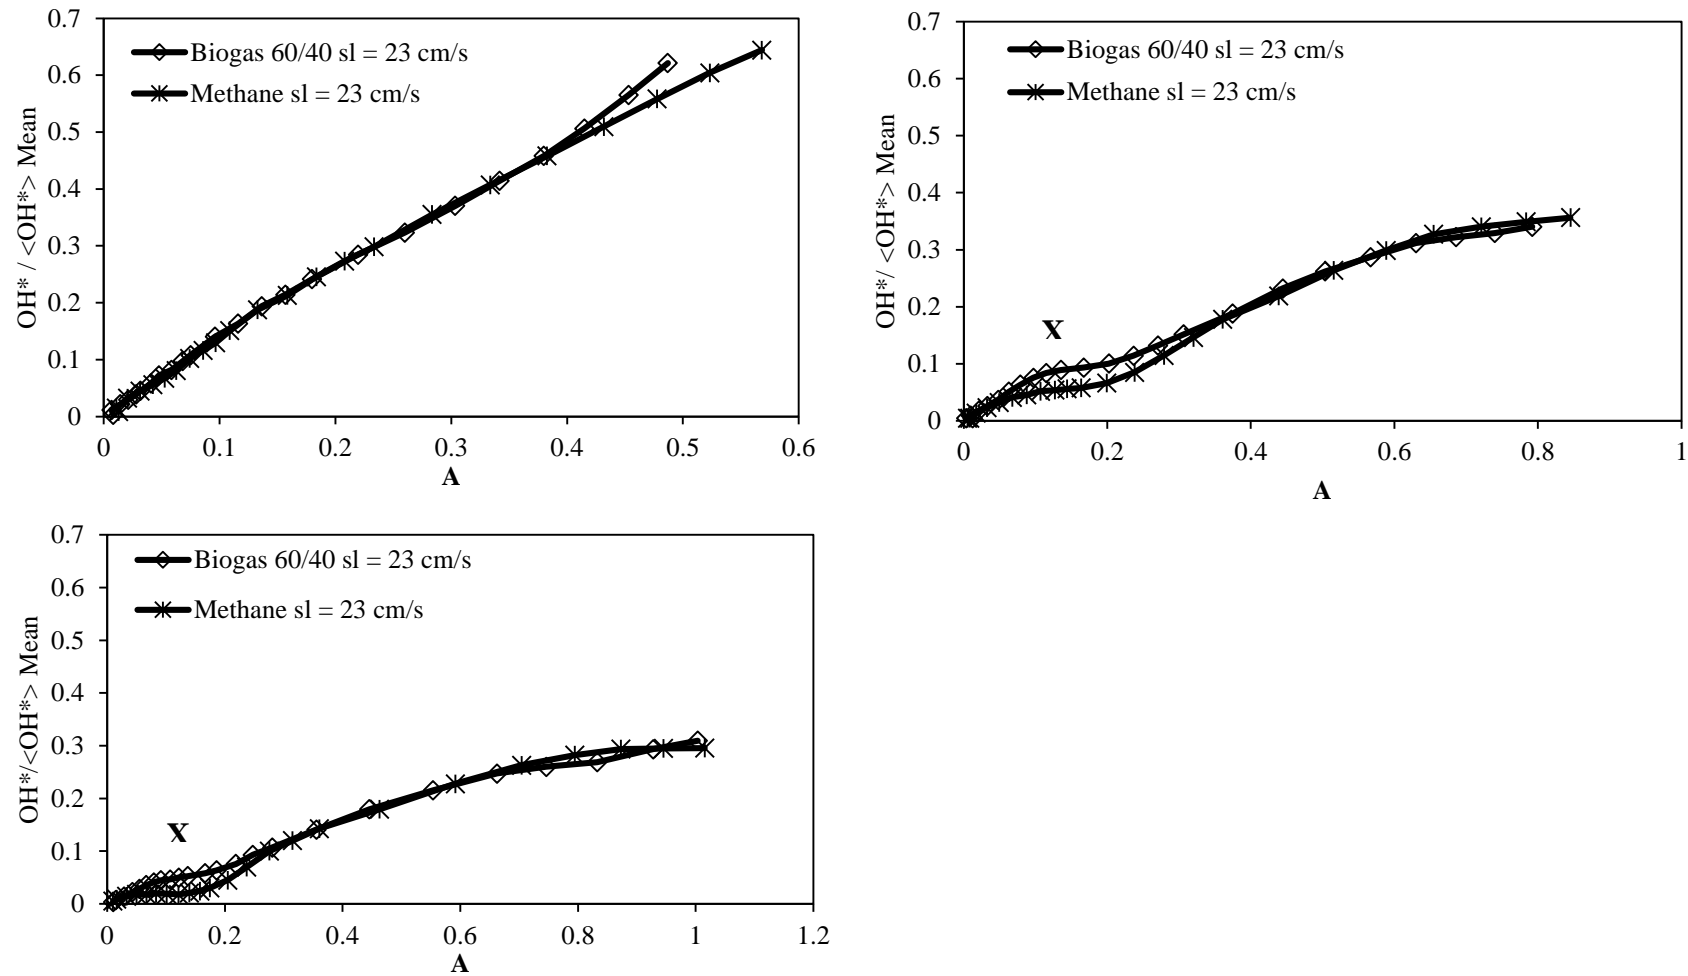 0.7
0.6
0.5
0.4
0.3
0.2
0.1
0
OH* / <OH*> Mean
Biogas 60/40 sl = 23 cm/s
Methane sl = 23 cm/s
0 0.1 0.2 0.3 0.4 0.5 0.6
A
0.7
0.6
0.5
0.4
0.3
0.2
0.1
0
OH*/ <OH*> Mean
Biogas 60/40 sl = 23 cm/s
Methane sl = 23 cm/s
X
0 0.2 0.4 0.6 0.8 1
A
0.7
0.6
0.5
0.4
0.3
0.2
0.1
0
OH*/<OH*> Mean
Biogas 60/40 sl = 23 cm/s
Methane sl = 23 cm/s
X
0 0.2 0.4 0.6 0.8 1 1.2
A